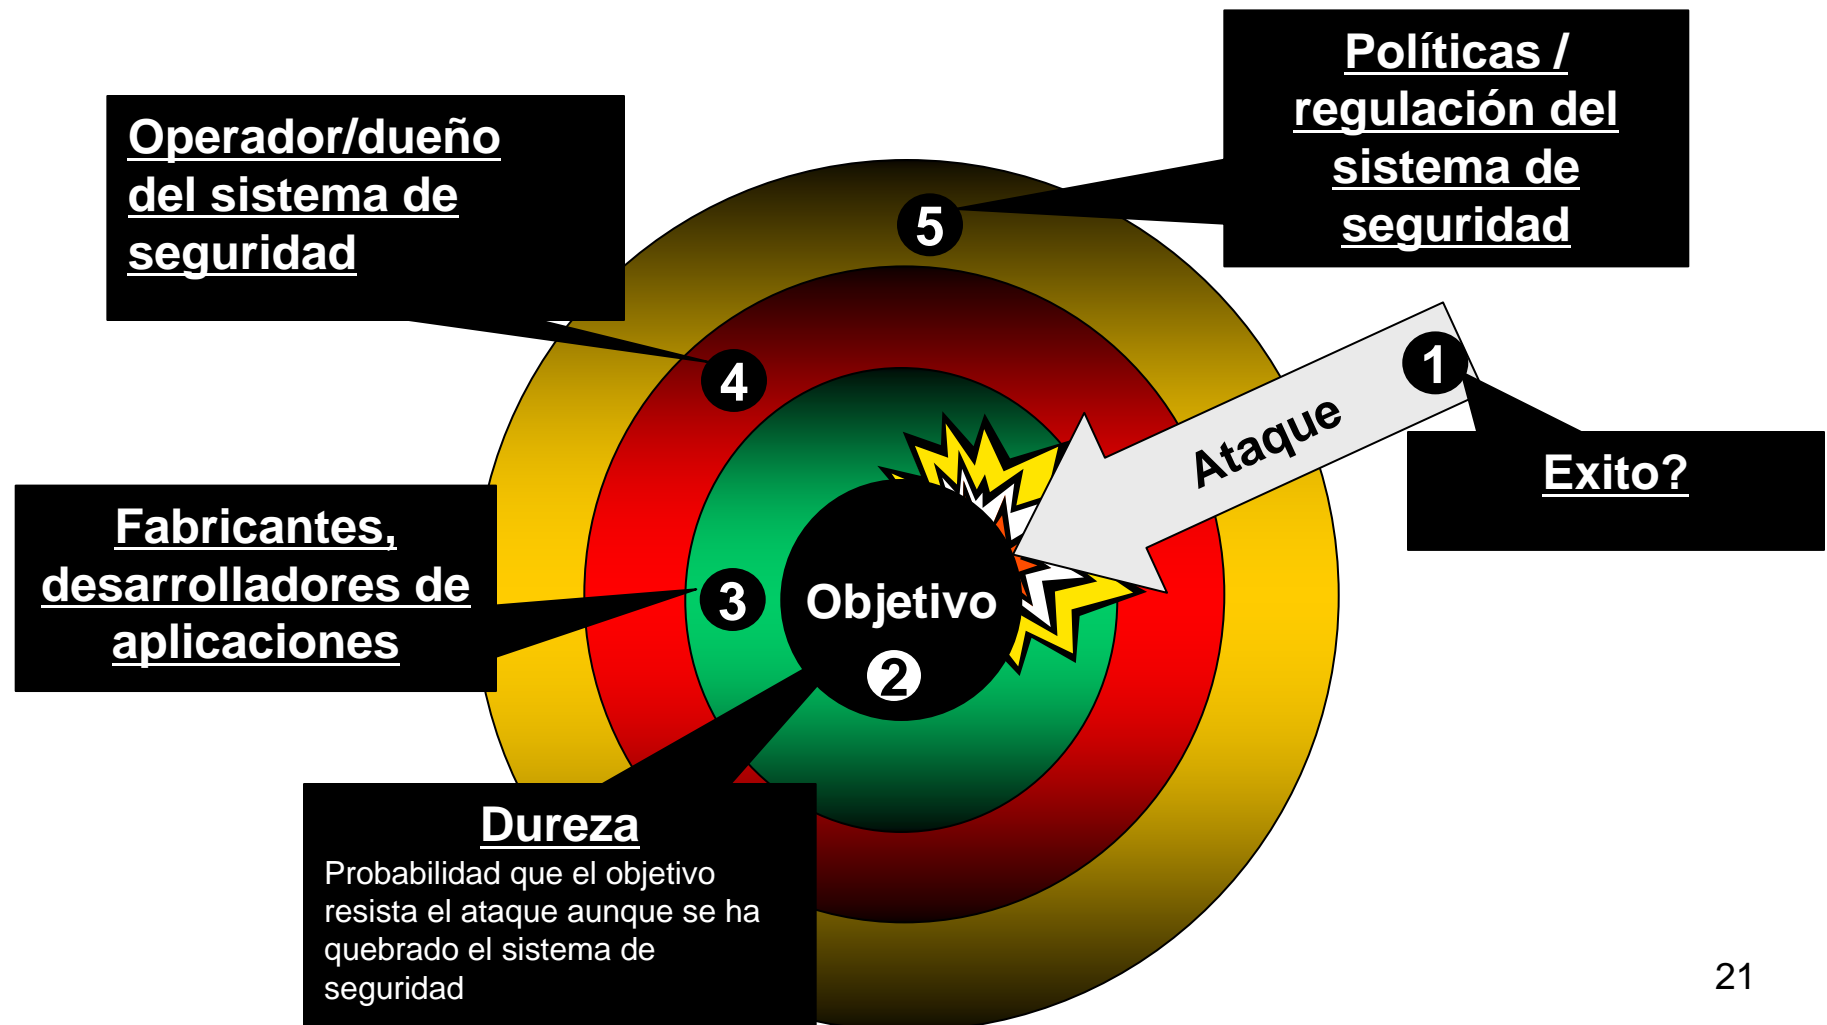 Políticas /
regulación del
sistema de
seguridad
Operador/dueño
del sistema de
seguridad
5
4
1
Ataque
Exito?
Fabricantes,
desarrolladores de
aplicaciones
3
Objetivo
2
Dureza
Probabilidad que el objetivo
resista el ataque aunque se ha
quebrado el sistema de
seguridad
21